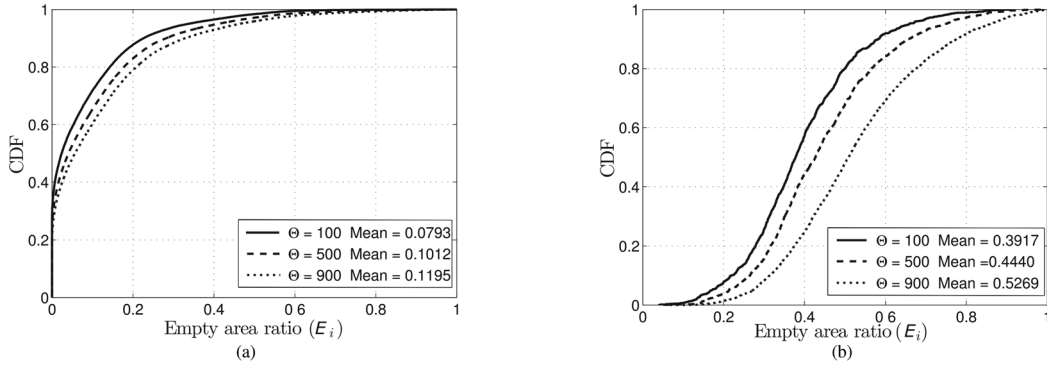 1
0.8
0.6
0.4
0.2
0
CDF
0 0.2 0.4 0.6 0.8 1
Empty area ratio (E_i)
Θ = 100 Mean = 0.0793
Θ = 500 Mean = 0.1012
Θ = 900 Mean = 0.1195
(a)
1
0.8
0.6
0.4
0.2
0
CDF
0 0.2 0.4 0.6 0.8 1
Empty area ratio (E_i)
Θ = 100 Mean = 0.3917
Θ = 500 Mean =0.4440
Θ = 900 Mean = 0.5269
(b)